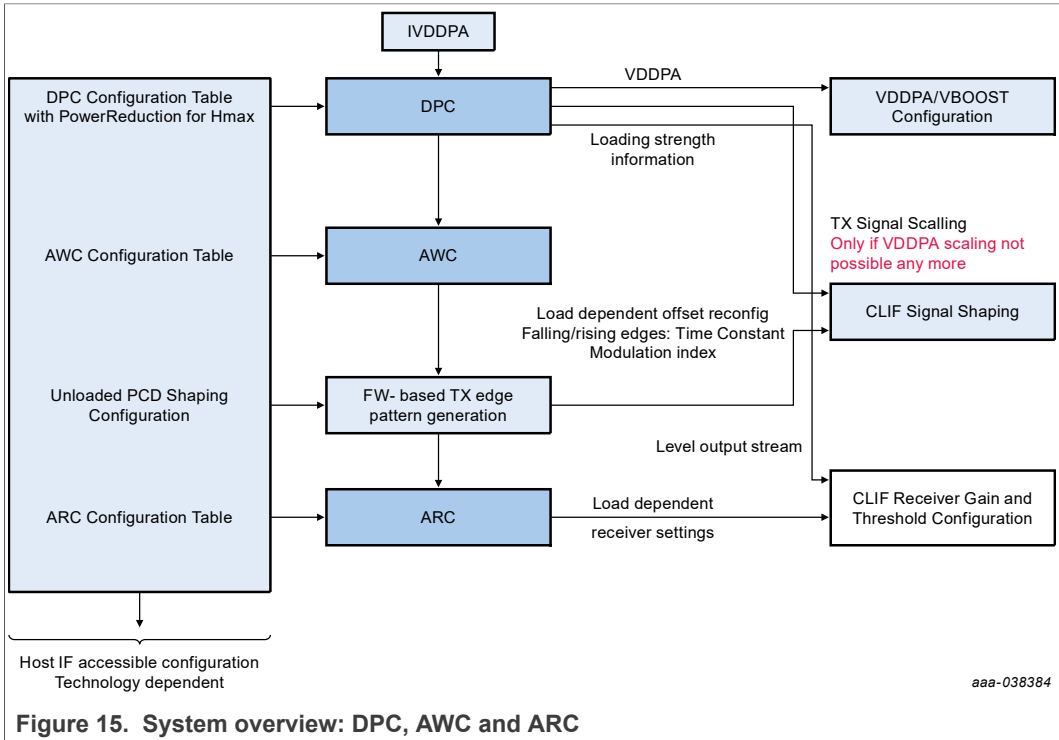 IVDDPA
DPC Configuration Table
with PowerReduction for Hmax
DPC
VDDPA
VDDPA/VBOOST
Configuration
Loading strength
information
AWC Configuration Table
AWC
TX Signal Scalling
Only if VDDPA scaling not
possible any more
CLIF Signal Shaping
Load dependent offset reconfig
Falling/rising edges: Time Constant
Modulation index
Unloaded PCD Shaping
Configuration
FW- based TX edge
pattern generation
Level output stream
ARC Configuration Table
ARC
Load dependent
receiver settings
CLIF Receiver Gain and
Threshold Configuration
Host IF accessible configuration
Technology dependent
aaa-038384
Figure 15. System overview: DPC, AWC and ARC